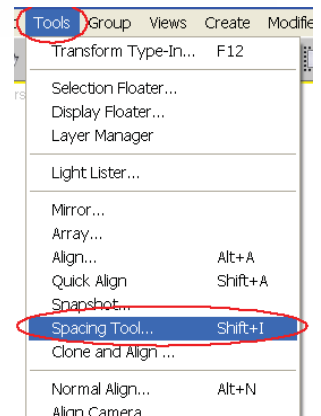 Tools Group Views Create Modifie
Transform Type-In... F12
Selection Floater...
Display Floater...
Layer Manager
Light Lister...
Mirror...
Array...
Align... Alt+A
Quick Align Shift+A
Snapshot...
Spacing Tool... Shift+I
Clone and Align ...
Normal Align... Alt+N
Align Camera